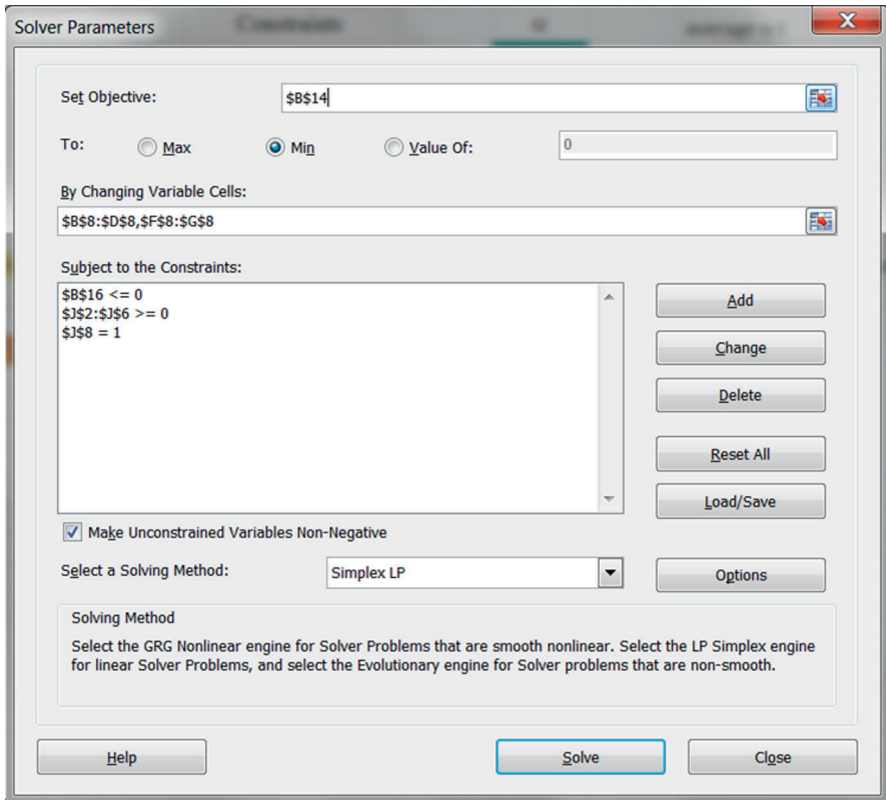 Solver Parameters
Set Objective:
$B$14
To:
Max
Min
Value Of:
0
By Changing Variable Cells:
$B$8:$D$8,$F$8:$G$8
Subject to the Constraints:
$B$16 <= 0
$J$2:$J$6 >= 0
$J$8 = 1
Add
Change
Delete
Reset All
Load/Save
Make Unconstrained Variables Non-Negative
Select a Solving Method:
Simplex LP
Options
Solving Method
Select the GRG Nonlinear engine for Solver Problems that are smooth nonlinear. Select the LP Simplex engine
for linear Solver Problems, and select the Evolutionary engine for Solver problems that are non-smooth.
Help
Solve
Close